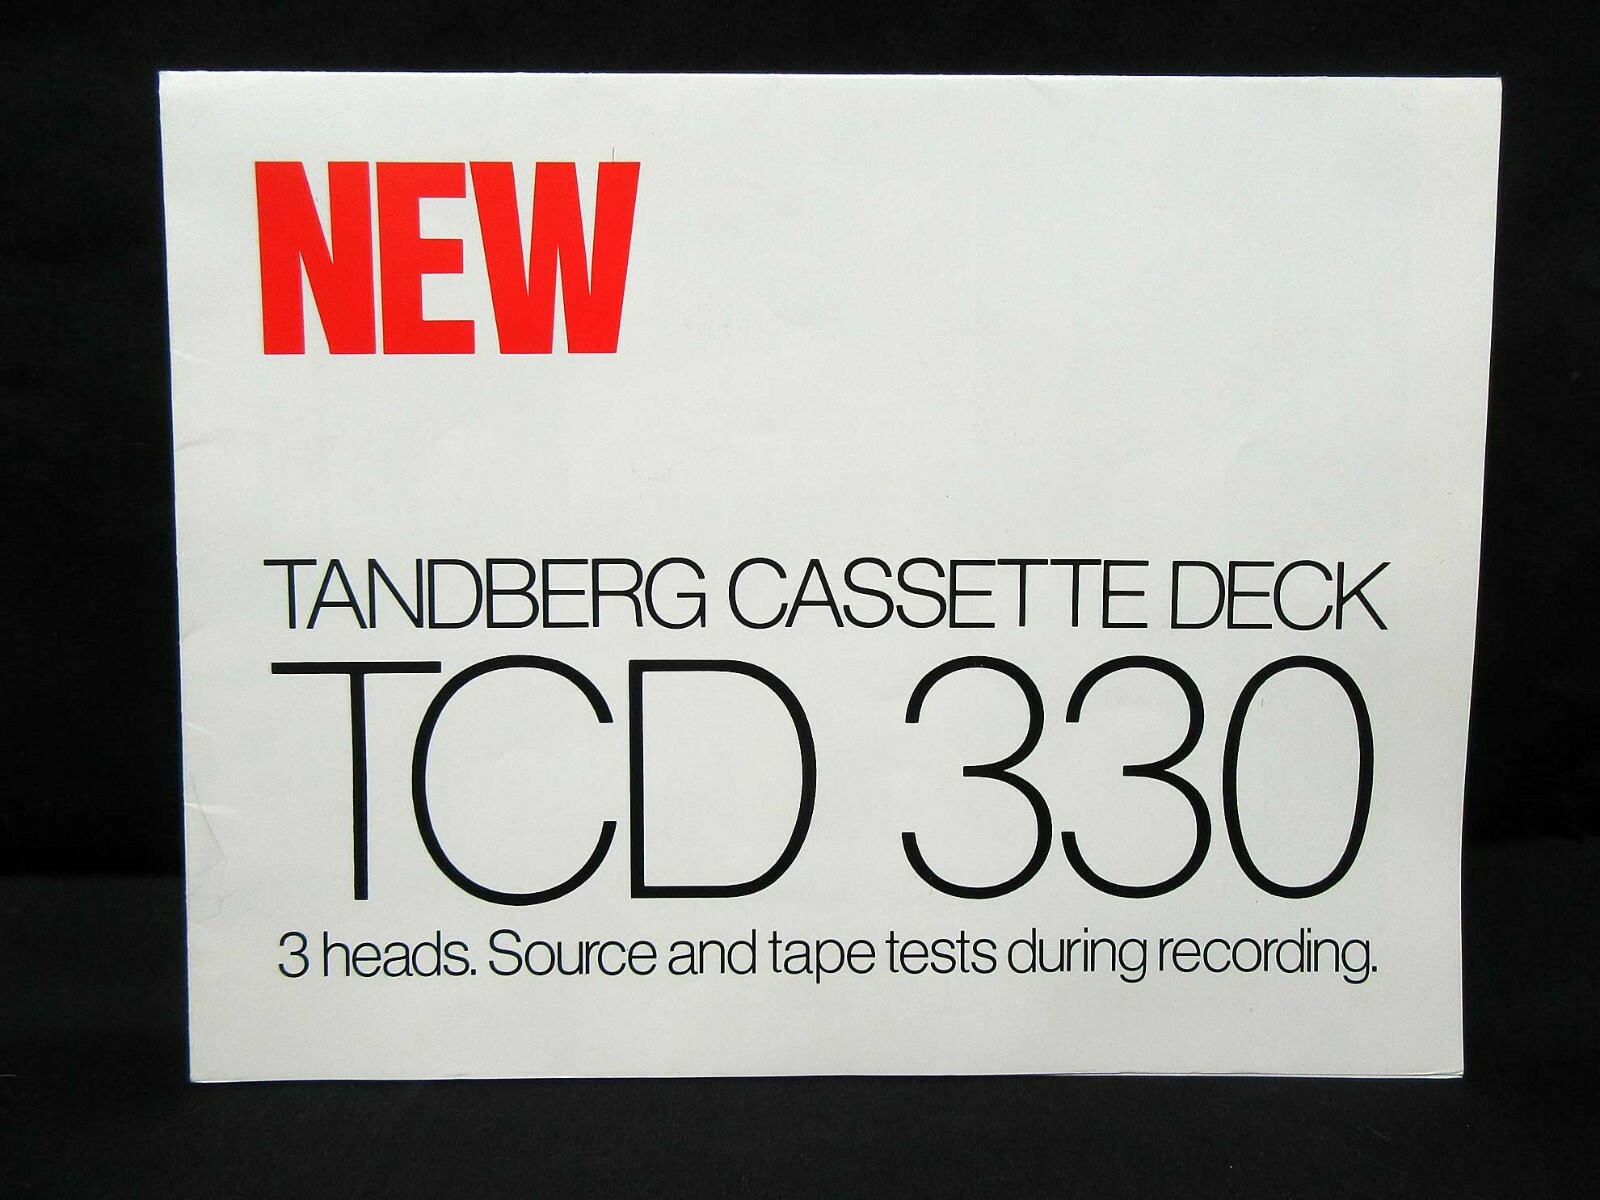 NEW
TANDBERG CASSETTE DECK
TCD 330
3 heads. Source and tape tests during recording.